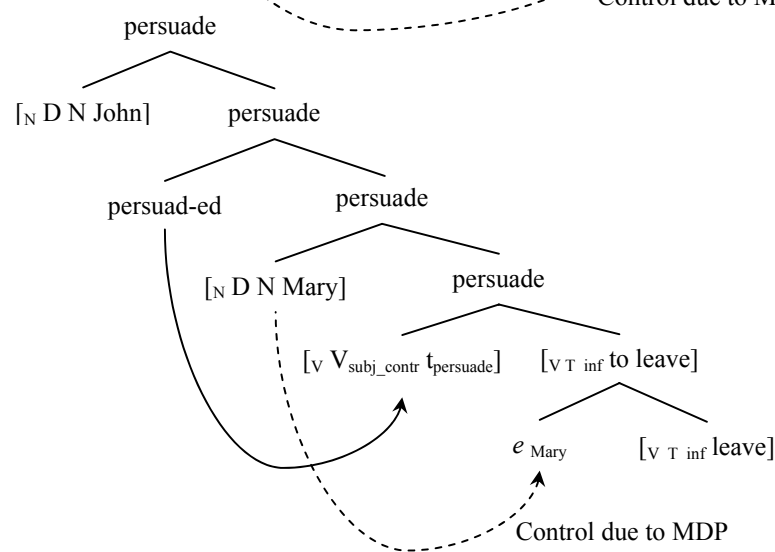 Control due to M
persuade
[N D N John] persuade
persuad-ed persuade
[N D N Mary] persuade
[V Vsubj_contr tpersuade] [V T inf to leave]
e Mary [V T inf leave]
Control due to MDP